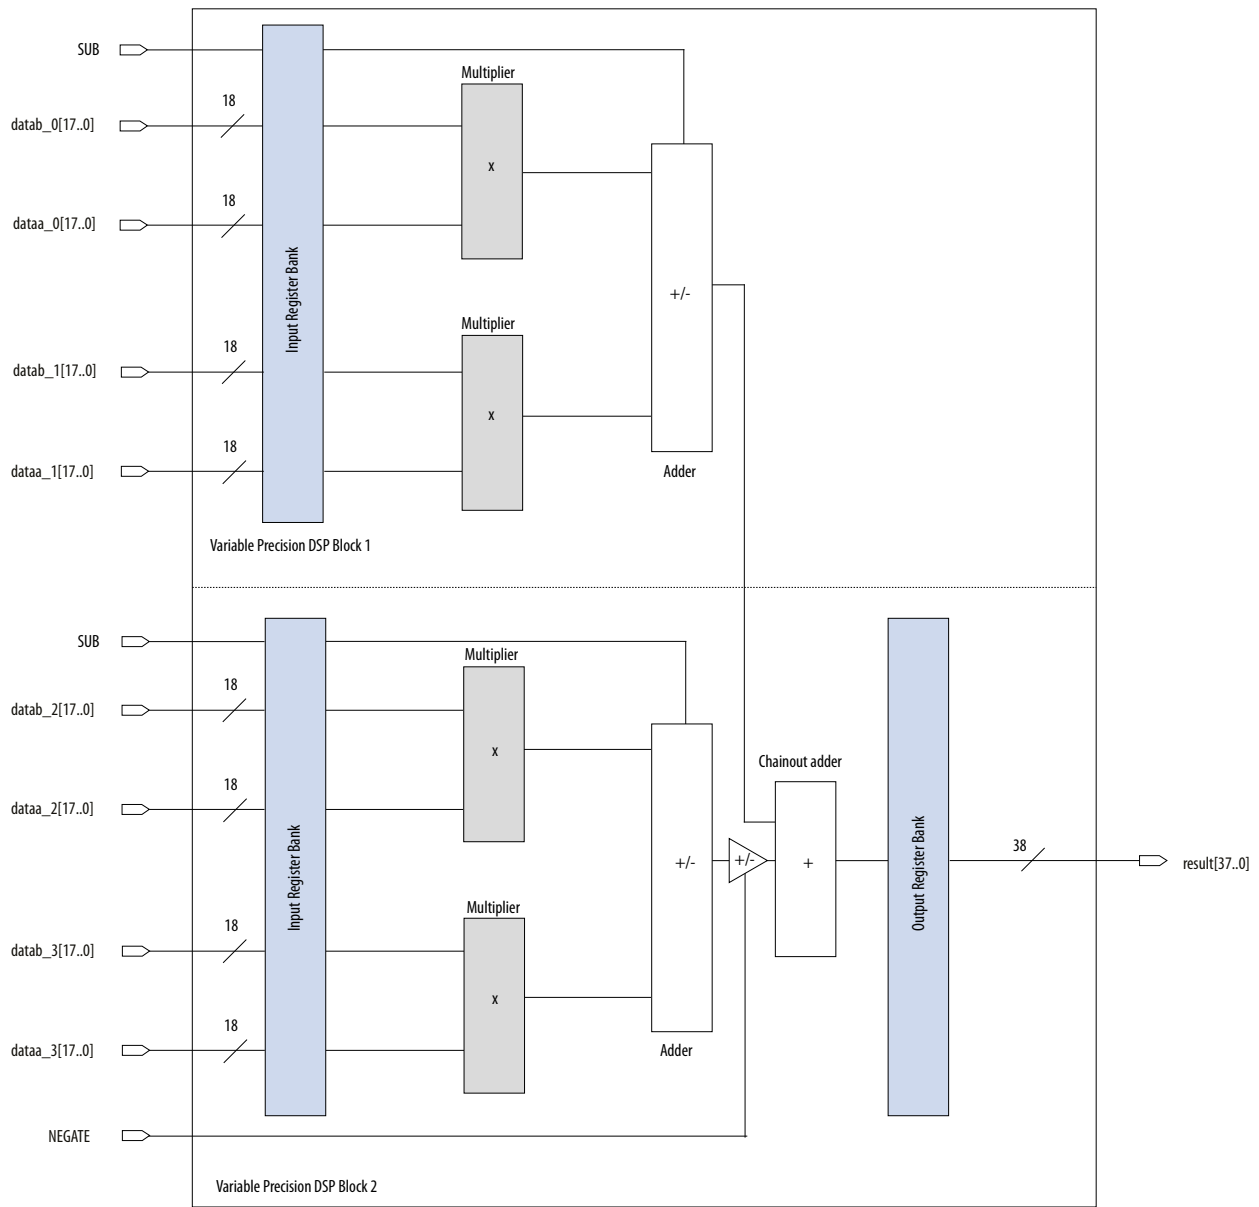 SUB
Multiplier
18
datab_0[17..0]
x
18
dataa_0[17..0]
Input Register Bank
+/-
Multiplier
18
datab_1[17..0]
x
18
dataa_1[17..0]
Adder
Variable Precision DSP Block 1
SUB
Multiplier
18
datab_2[17..0]
x
Chainout adder
18
dataa_2[17..0]
Input Register Bank
+/-
+/-
+
Output Register Bank
38
result[37..0]
Multiplier
18
datab_3[17..0]
x
18
dataa_3[17..0]
Adder
NEGATE
Variable Precision DSP Block 2